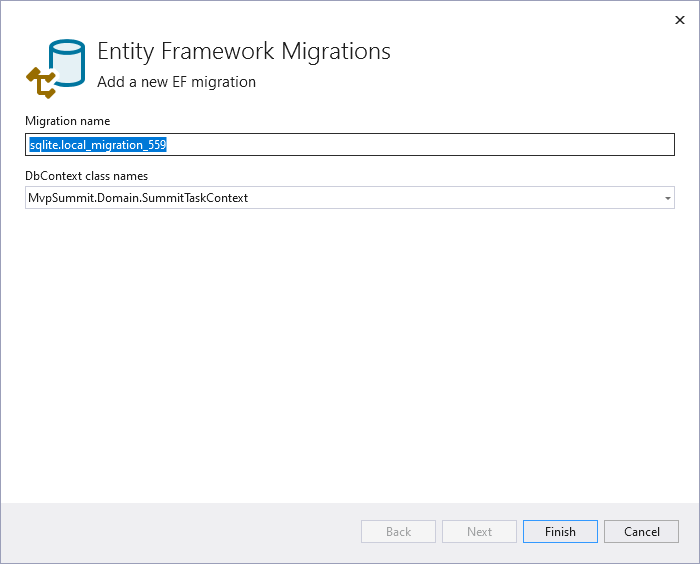 Entity Framework Migrations
Add a new EF migration
Migration name
sqlite.local_migration_559
DbContext class names
MvpSummit.Domain.SummitTaskContext
Back Next Finish Cancel